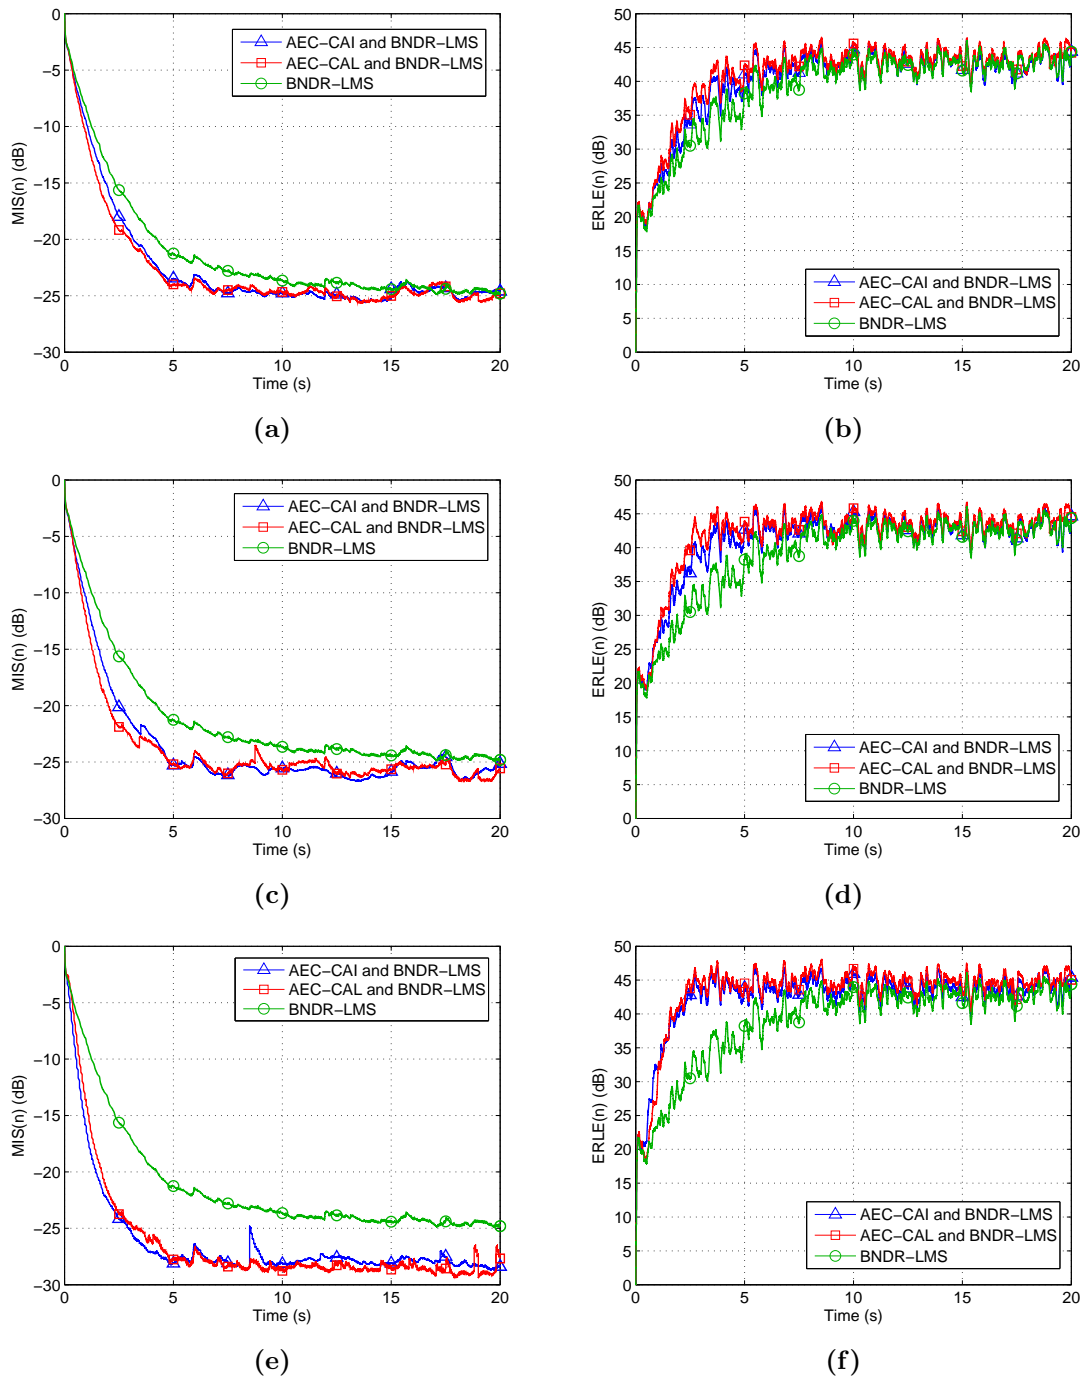 0
−5
−10
−15
−20
−25
−30
0 5 10 15 20
MIS(n) (dB)
Time (s)
AEC−CAI and BNDR−LMS
AEC−CAL and BNDR−LMS
BNDR−LMS
(a)
50
45
40
35
30
25
20
15
10
5
0
0 5 10 15 20
ERLE(n) (dB)
Time (s)
AEC−CAI and BNDR−LMS
AEC−CAL and BNDR−LMS
BNDR−LMS
(b)
0
−5
−10
−15
−20
−25
−30
0 5 10 15 20
MIS(n) (dB)
Time (s)
AEC−CAI and BNDR−LMS
AEC−CAL and BNDR−LMS
BNDR−LMS
(c)
50
45
40
35
30
25
20
15
10
5
0
0 5 10 15 20
ERLE(n) (dB)
Time (s)
AEC−CAI and BNDR−LMS
AEC−CAL and BNDR−LMS
BNDR−LMS
(d)
0
−5
−10
−15
−20
−25
−30
0 5 10 15 20
MIS(n) (dB)
Time (s)
AEC−CAI and BNDR−LMS
AEC−CAL and BNDR−LMS
BNDR−LMS
(e)
50
45
40
35
30
25
20
15
10
5
0
0 5 10 15 20
ERLE(n) (dB)
Time (s)
AEC−CAI and BNDR−LMS
AEC−CAL and BNDR−LMS
BNDR−LMS
(f)